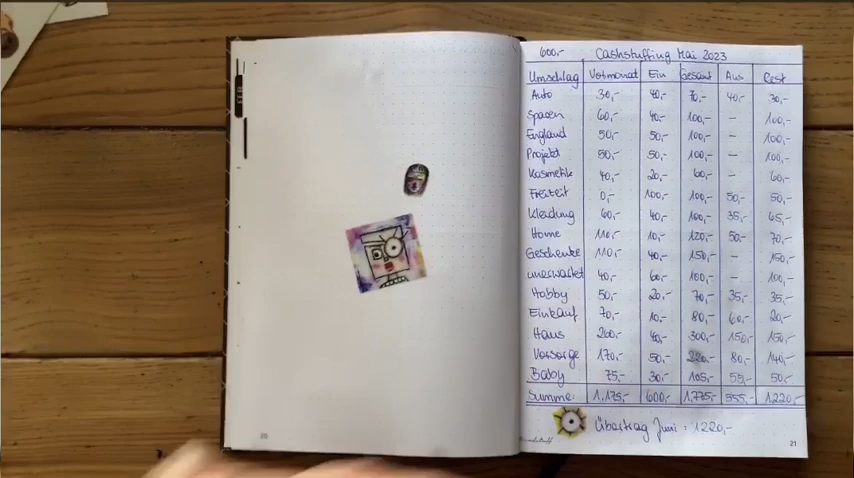 600,- Cashstuffing Mai 2023
Umschlag Vormonat Ein Gesamt Aus Rest
Auto 30,- 40,- 70,- 40,- 30,-
Sparen 60,- 40,- 100,- — 100,-
England 50,- 50,- 100,- — 100,-
Projekt 50,- 50,- 100,- — 100,-
Kosmetik 40,- 20,- 60,- — 60,-
Freizeit 0,- 100,- 100,- 50,- 50,-
Kleidung 60,- 40,- 100,- 35,- 65,-
Home 110,- 10,- 120,- 50,- 70,-
Geschenke 110,- 40,- 150,- — 150,-
unerwartet 40,- 60,- 100,- — 100,-
Hobby 50,- 20,- 70,- 35,- 35,-
Einkauf 70,- 10,- 80,- 60,- 20,-
Haus 260,- 40,- 300,- 150,- 150,-
Vorsorge 170,- 50,- 220,- 80,- 140,-
Baby 75,- 30,- 105,- 55,- 50,-
Summe: 1.175,- 600,- 1.775,- 555,- 1.220,-
Übertrag Juni : 1220,-
20 21